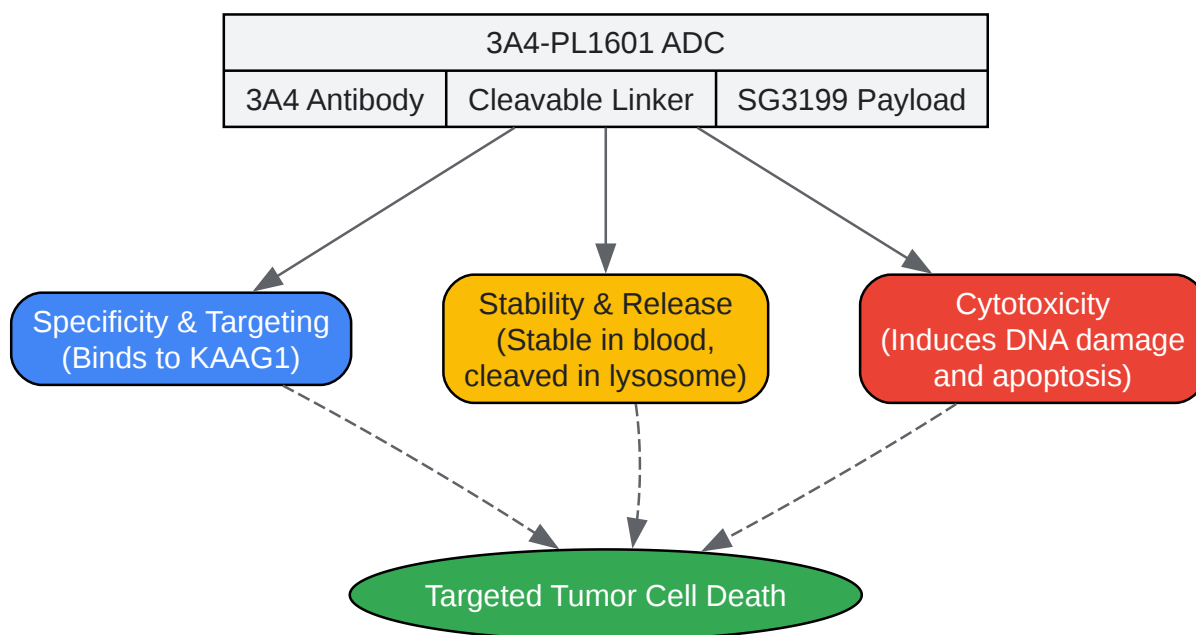 3A4-PL1601 ADC
3A4 Antibody
Cleavable Linker
SG3199 Payload
Specificity & Targeting
(Binds to KAAG1)
Stability & Release
(Stable in blood,
cleaved in lysosome)
Cytotoxicity
(Induces DNA damage
and apoptosis)
Targeted Tumor Cell Death